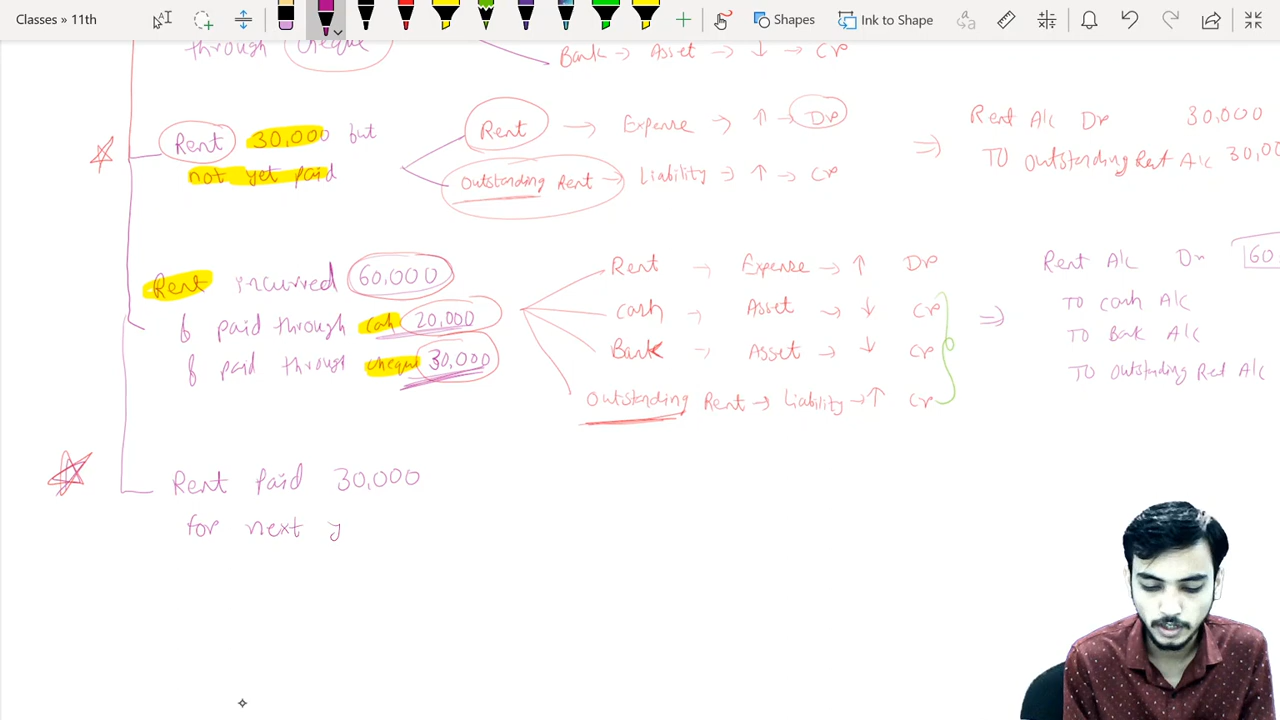 Classes » 11th
Shapes
Ink to Shape
through cheque
Bank → Asset → ↓ → Cr
Rent 30,000 but
not yet paid
Rent → Expense → ↑ → Dr
Outstanding Rent → Liability → ↑ → Cr
⇒ Rent A/c Dr 30,000
TO Outstanding Rent A/c 30,00
Rent incurred 60,000
& paid through cash 20,000
& paid through cheque 30,000
Rent → Expense → ↑ Dr
cash → Asset → ↓ Cr
Bank → Asset → ↓ Cr
Outstanding Rent → Liability → ↑ Cr
⇒ Rent A/c Dr 60
TO cash A/c
TO Bank A/c
TO Outstanding Rent A/c
Rent Paid 30,000
for next y